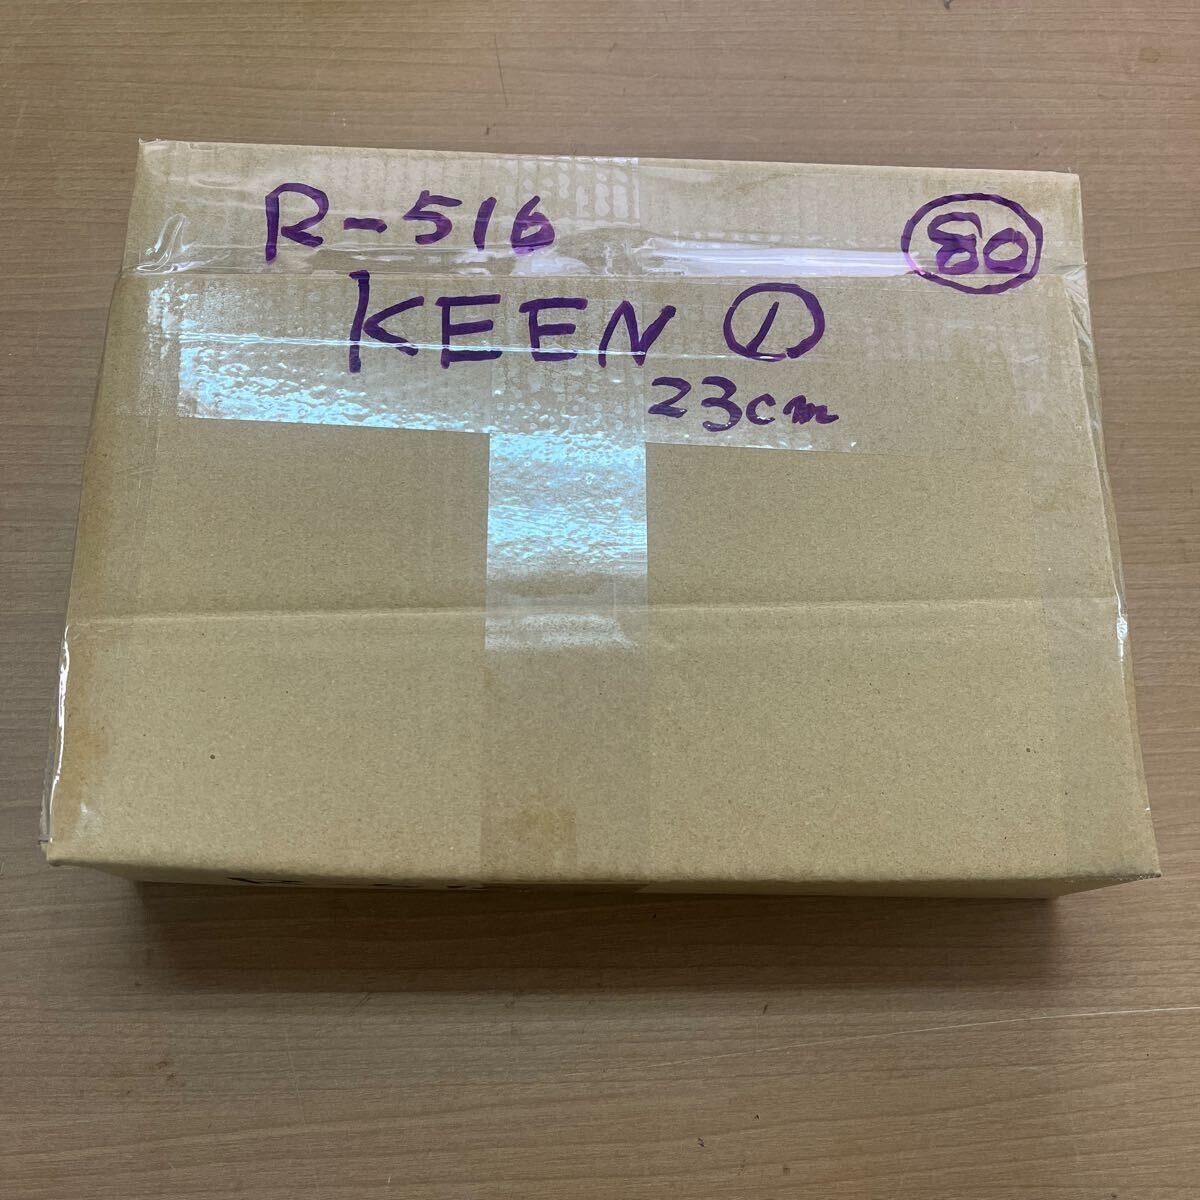 R-516 80
KEEN ①
23cm